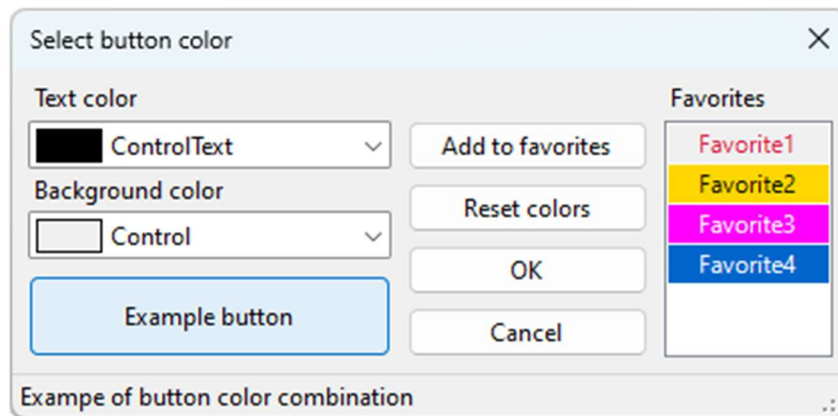 Select button color
Text color
ControlText
Background color
Control
Example button
Add to favorites
Reset colors
OK
Cancel
Favorites
Favorite1
Favorite2
Favorite3
Favorite4
Exampe of button color combination